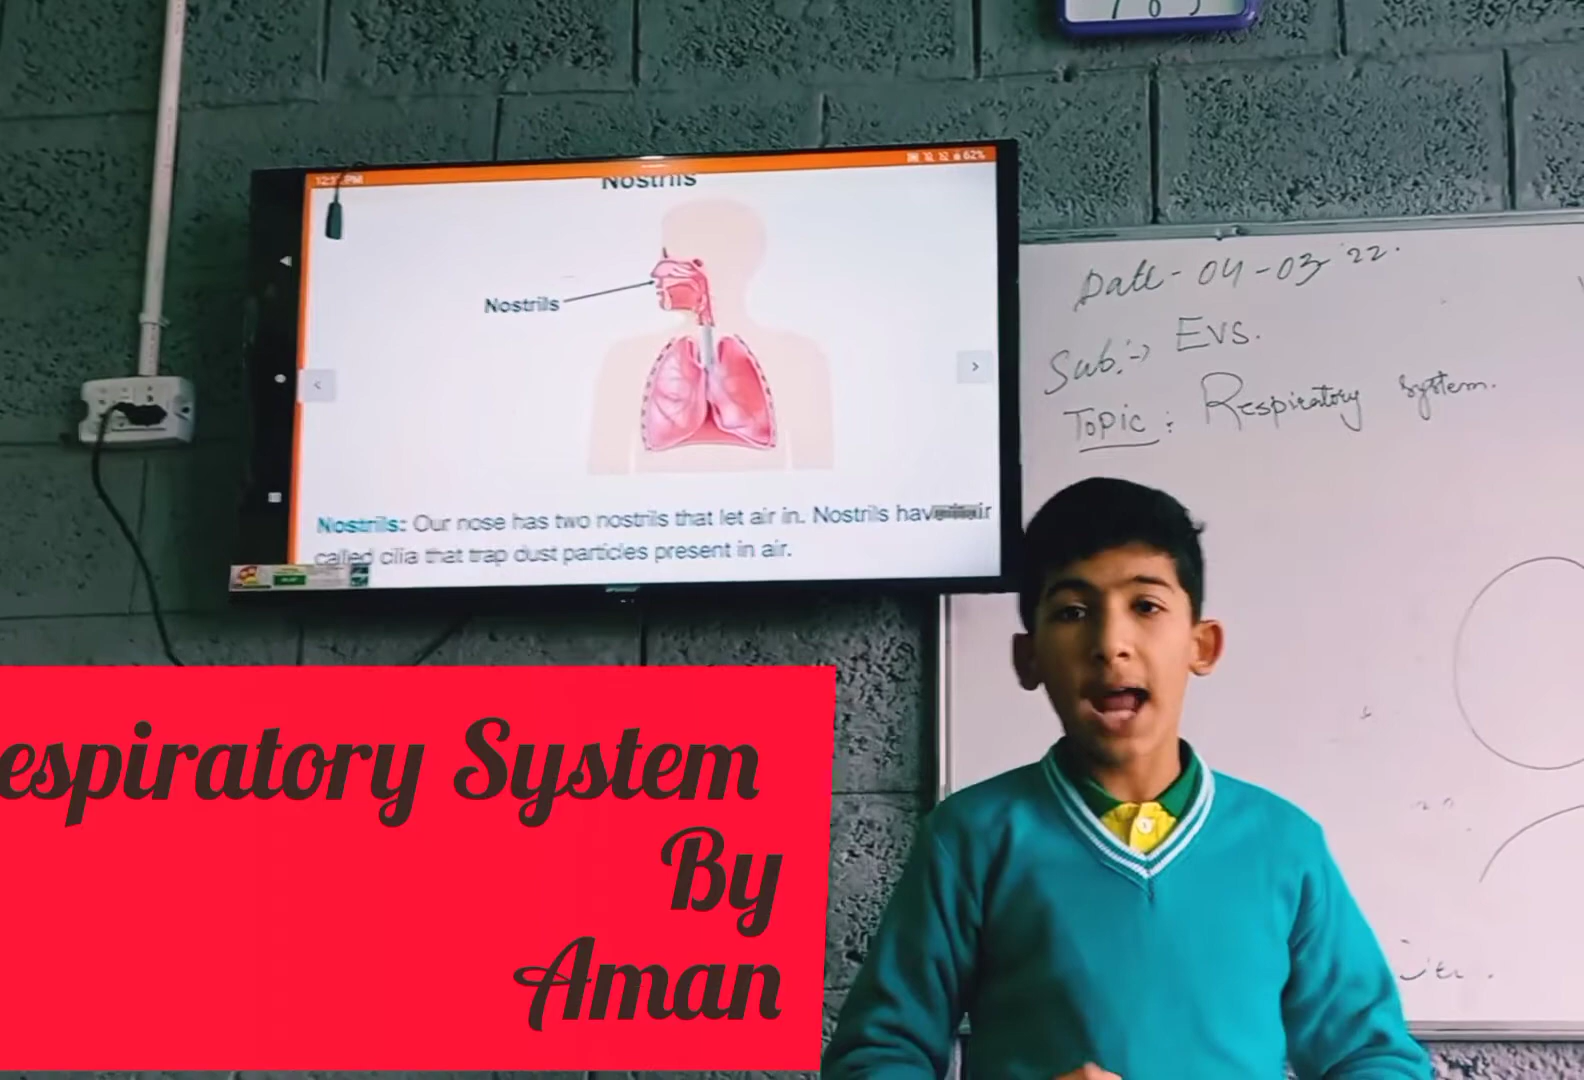 Nostrils
Nostrils
Nostrils: Our nose has two nostrils that let air in. Nostrils have
called cilia that trap dust particles present in air.
62%
Date - 04-03-22.
Sub:-> EVS.
Topic : Respiratory System.
espiratory System
By
Aman